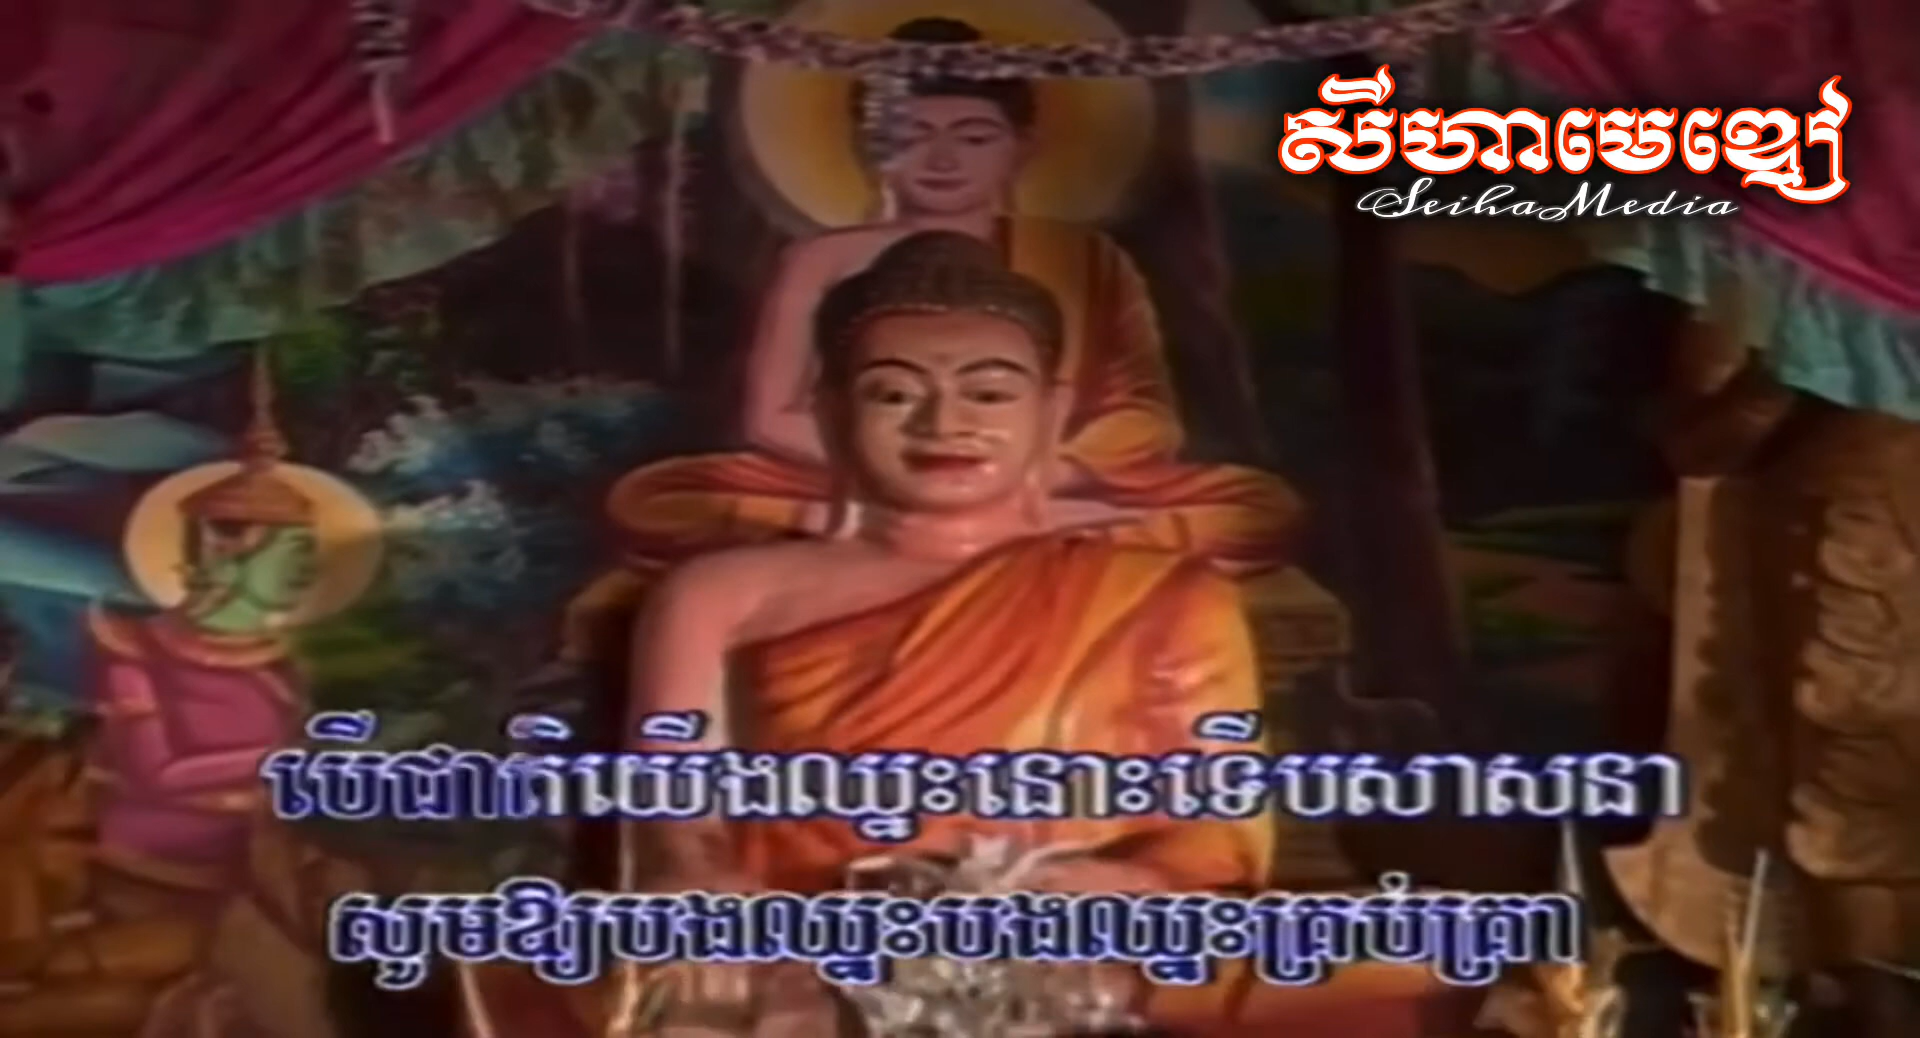 សីហាមេឌៀ
SeihaMedia
បើជាតិយើងឈ្នះនោះទើបសាសនា
សូមឱ្យបងឈ្នះបងឈ្នះគ្រប់គ្រា